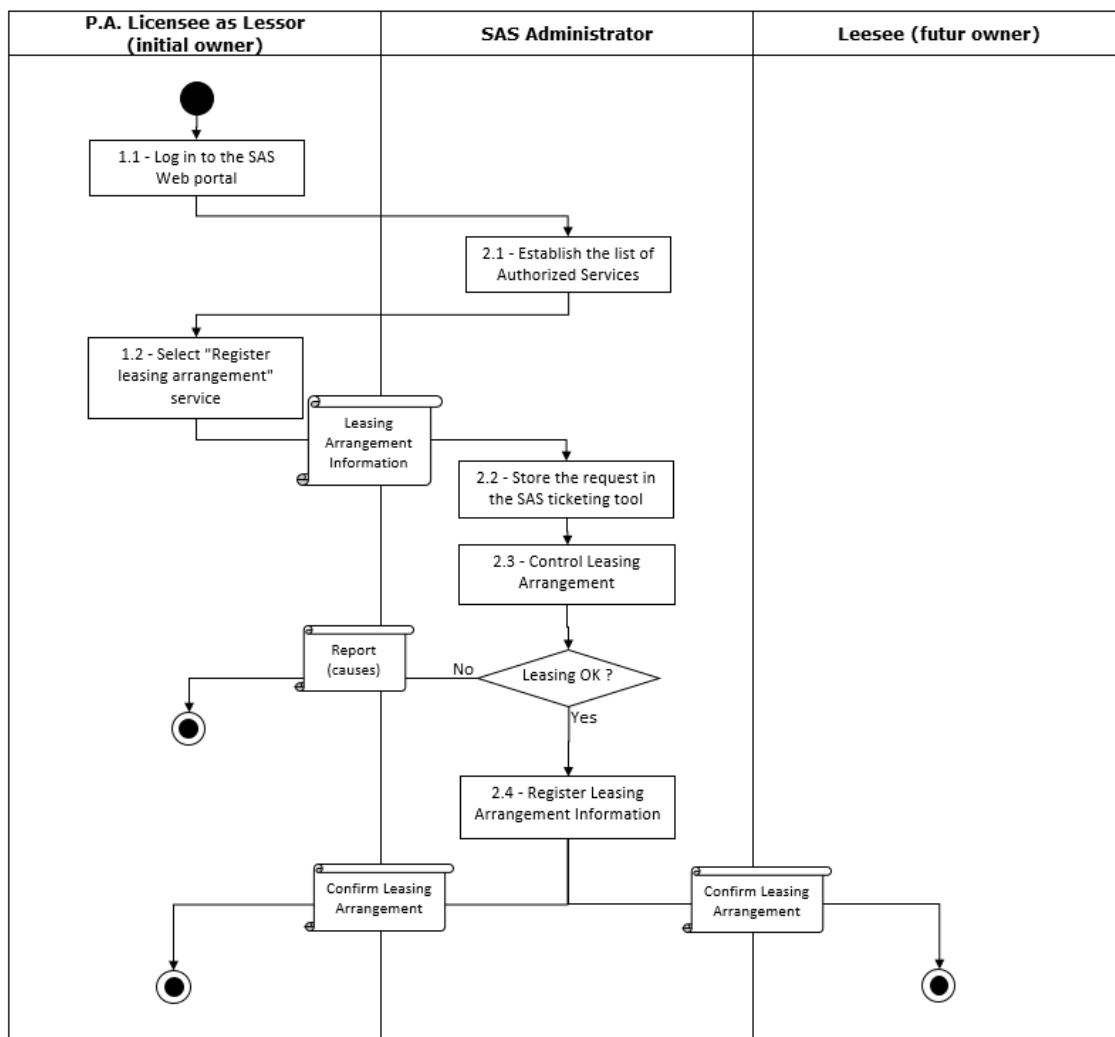 P.A. Licensee as Lessor
(initial owner)
SAS Administrator
Leesee (futur owner)
1.1 - Log in to the SAS
Web portal
2.1 - Establish the list of
Authorized Services
1.2 - Select "Register
leasing arrangement"
service
Leasing
Arrangement
Information
2.2 - Store the request in
the SAS ticketing tool
2.3 - Control Leasing
Arrangement
Report
(causes)
No
Leasing OK ?
Yes
2.4 - Register Leasing
Arrangement Information
Confirm Leasing
Arrangement
Confirm Leasing
Arrangement